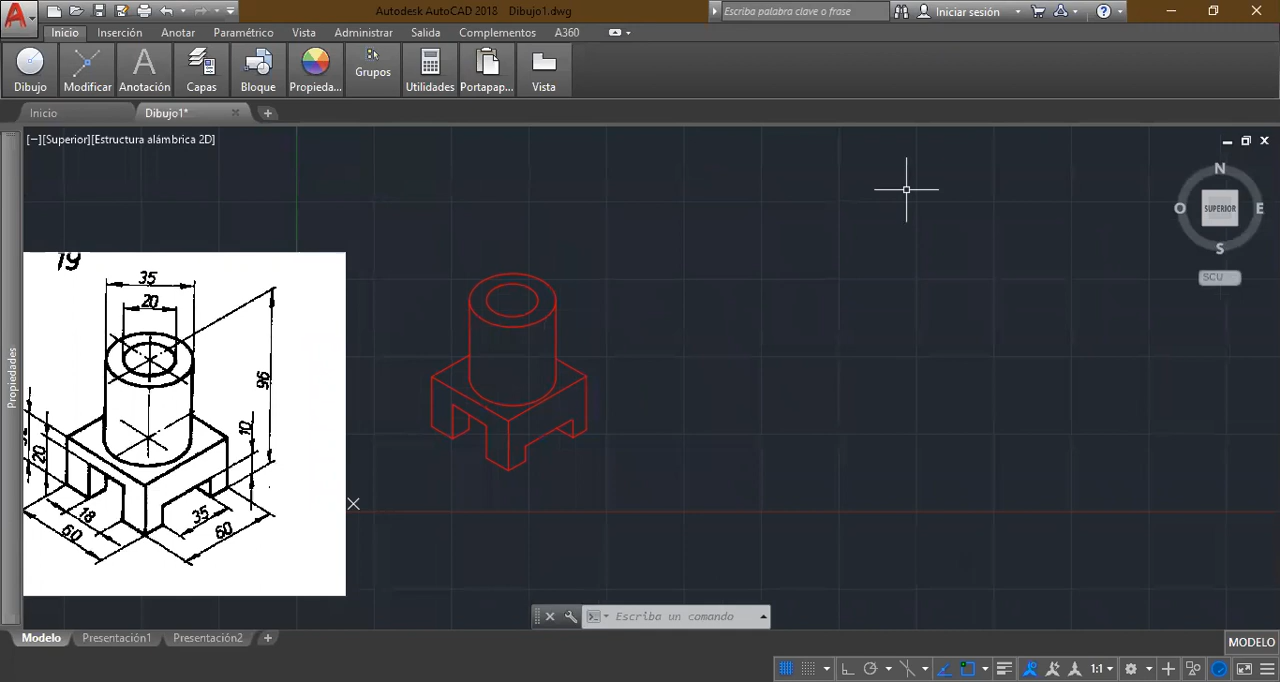 Autodesk AutoCAD 2018 Dibujo1.dwg
Escriba palabra clave o frase
Iniciar sesión
Inicio Inserción Anotar Paramétrico Vista Administrar Salida Complementos A360
Dibujo Modificar Anotación Capas Bloque Propieda... Grupos Utilidades Portapap... Vista
Inicio Dibujo1*
[−][Superior][Estructura alámbrica 2D]
N
O SUPERIOR E
S
SCU
Propiedades
19
35
20
96
10
20
18
35
60
60
Escriba un comando
Modelo Presentación1 Presentación2
MODELO
1:1